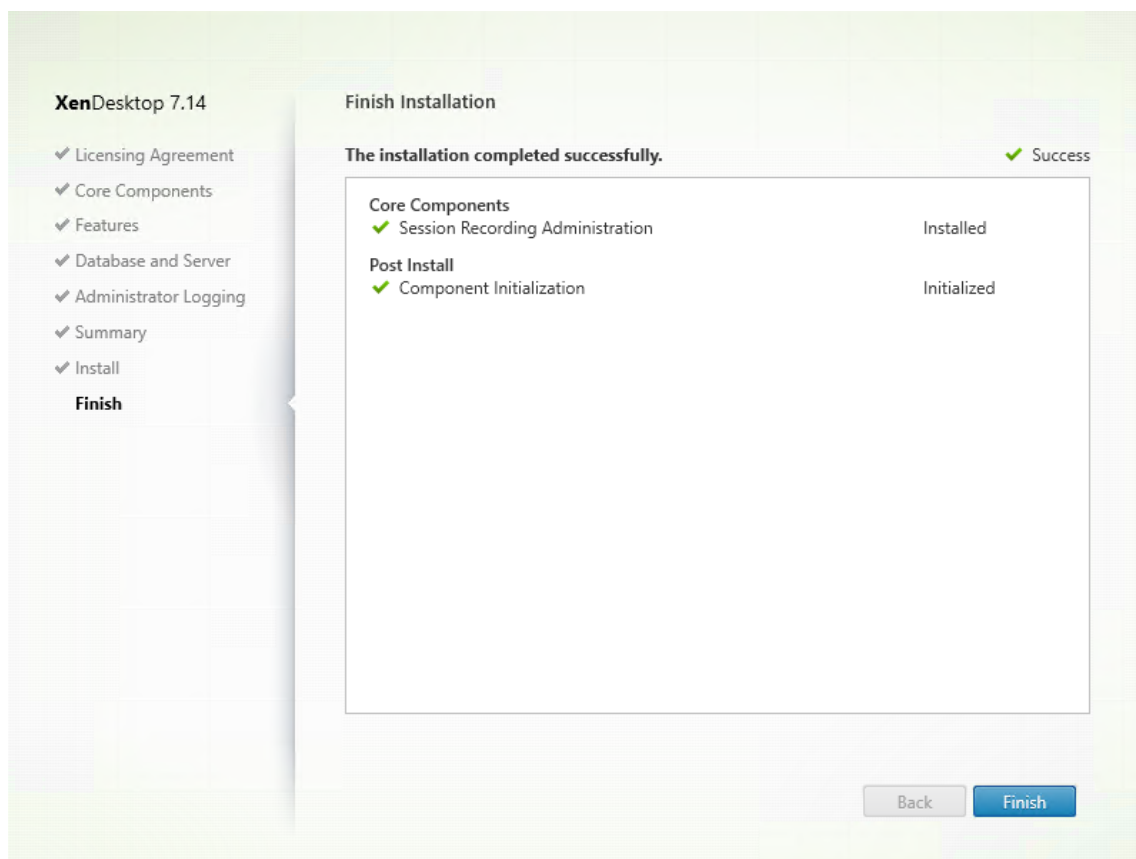 XenDesktop 7.14
Licensing Agreement
Core Components
Features
Database and Server
Administrator Logging
Summary
Install
Finish
Finish Installation
The installation completed successfully. Success
Core Components
Session Recording Administration Installed
Post Install
Component Initialization Initialized
Back Finish